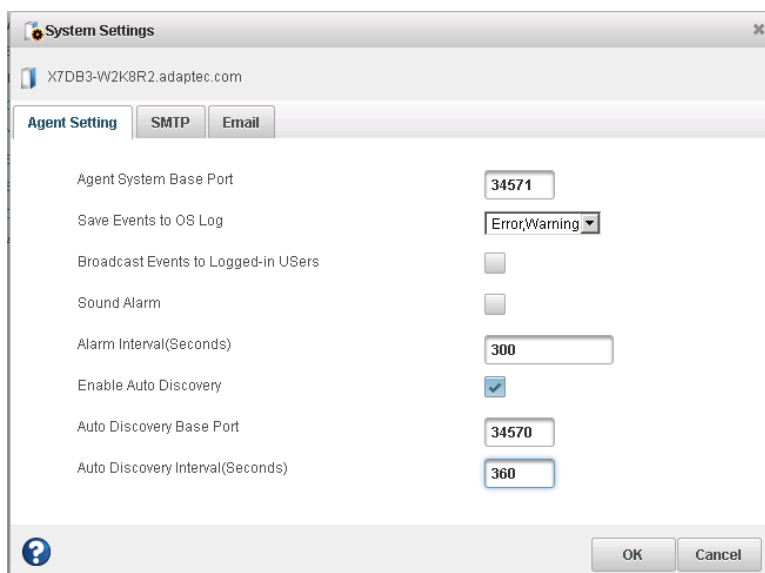 System Settings
X7DB3-W2K8R2.adaptec.com
Agent Setting
SMTP
Email
Agent System Base Port
34571
Save Events to OS Log
Error,Warning
Broadcast Events to Logged-in USers
Sound Alarm
Alarm Interval(Seconds)
300
Enable Auto Discovery
Auto Discovery Base Port
34570
Auto Discovery Interval(Seconds)
360
?
OK
Cancel